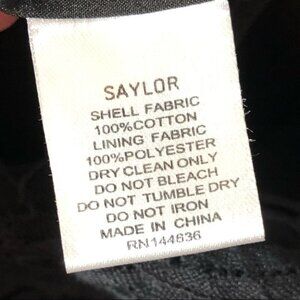 SAYLOR
SHELL FABRIC
100%COTTON
LINING FABRIC
100%POLYESTER
DRY CLEAN ONLY
DO NOT BLEACH
DO NOT TUMBLE DRY
DO NOT IRON
MADE IN CHINA
RN144636